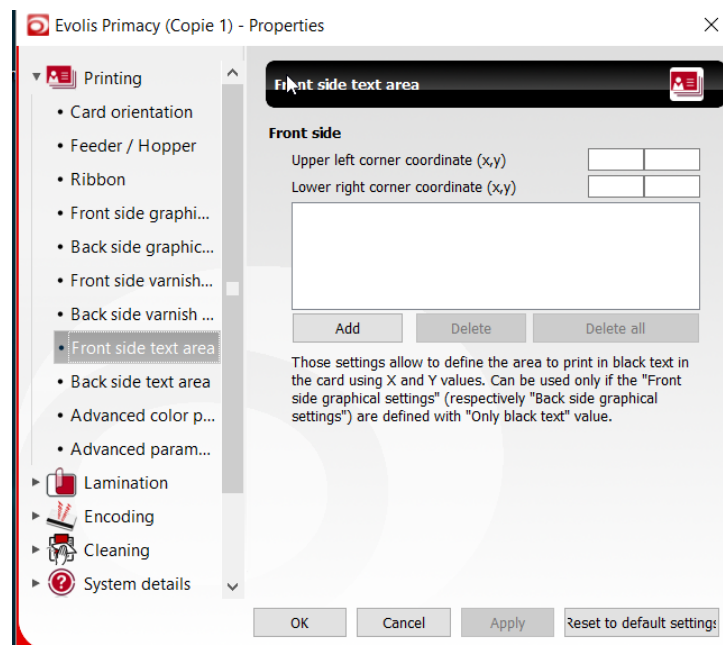 Evolis Primacy (Copie 1) - Properties
Printing
Card orientation
Feeder / Hopper
Ribbon
Front side graphi...
Back side graphic...
Front side varnish...
Back side varnish ...
Front side text area
Back side text area
Advanced color p...
Advanced param...
Lamination
Encoding
Cleaning
System details
Front side text area
Front side
Upper left corner coordinate (x,y)
Lower right corner coordinate (x,y)
Add Delete Delete all
Those settings allow to define the area to print in black text in
the card using X and Y values. Can be used only if the "Front
side graphical settings" (respectively "Back side graphical
settings") are defined with "Only black text" value.
OK Cancel Apply Reset to default settings